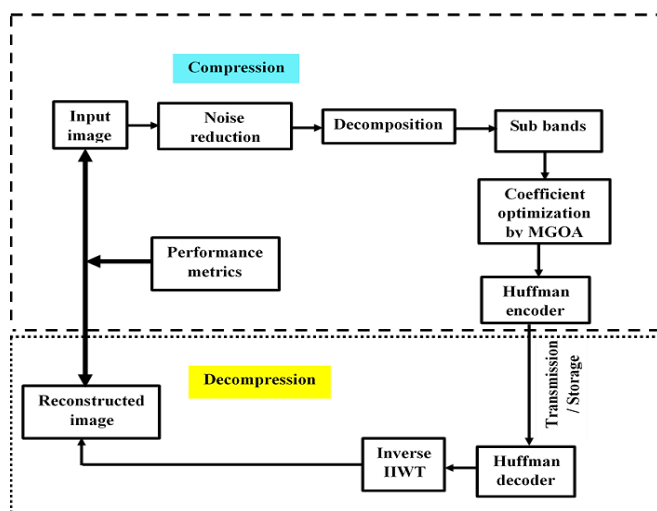 Compression
Input
image
Noise
reduction
Decomposition
Sub bands
Coefficient
optimization
by MGOA
Performance
metrics
Huffman
encoder
Transmission
/ Storage
Decompression
Reconstructed
image
Inverse
IIWT
Huffman
decoder